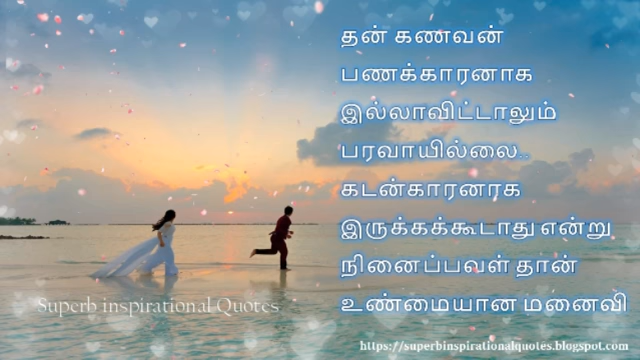 தன் கணவன்
பணக்காரனாக
இல்லாவிட்டாலும்
பரவாயில்லை..
கடன்காரனரக
இருக்கக்கூடாது என்று
நினைப்பவள் தான்
உண்மையான மனைவி
Superb inspirational Quotes
https://superbinspirationalquotes.blogspot.com/